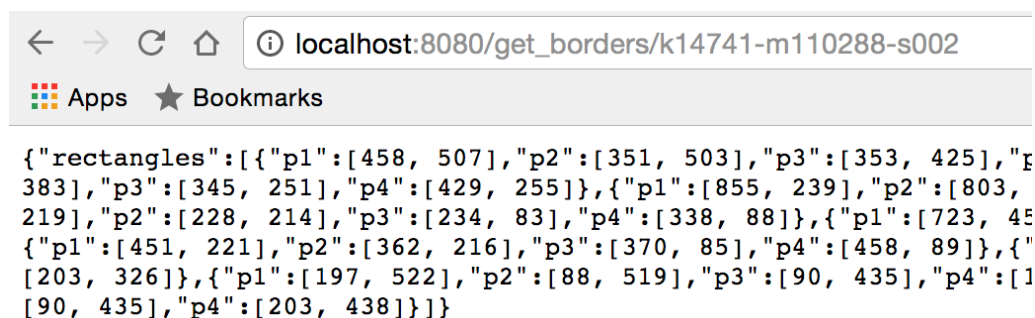 localhost:8080/get_borders/k14741-m110288-s002
Apps Bookmarks
{"rectangles":[{"p1":[458, 507],"p2":[351, 503],"p3":[353, 425],"p
383],"p3":[345, 251],"p4":[429, 255]},{"p1":[855, 239],"p2":[803,
219],"p2":[228, 214],"p3":[234, 83],"p4":[338, 88]},{"p1":[723, 45
{"p1":[451, 221],"p2":[362, 216],"p3":[370, 85],"p4":[458, 89]},{"
[203, 326]},{"p1":[197, 522],"p2":[88, 519],"p3":[90, 435],"p4":[1
[90, 435],"p4":[203, 438]}]}